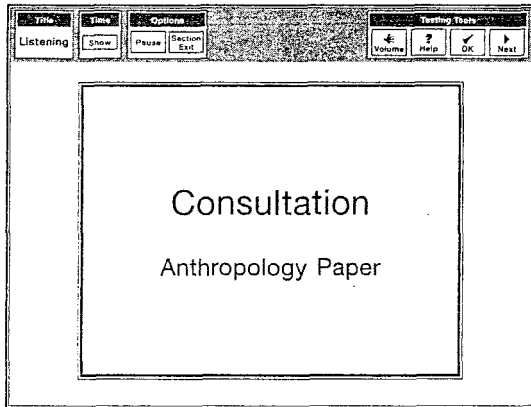 Title
Time
Options
Testing Tools
Listening
Show
Pause
Section Exit
Volume
Help
OK
Next
Consultation
Anthropology Paper